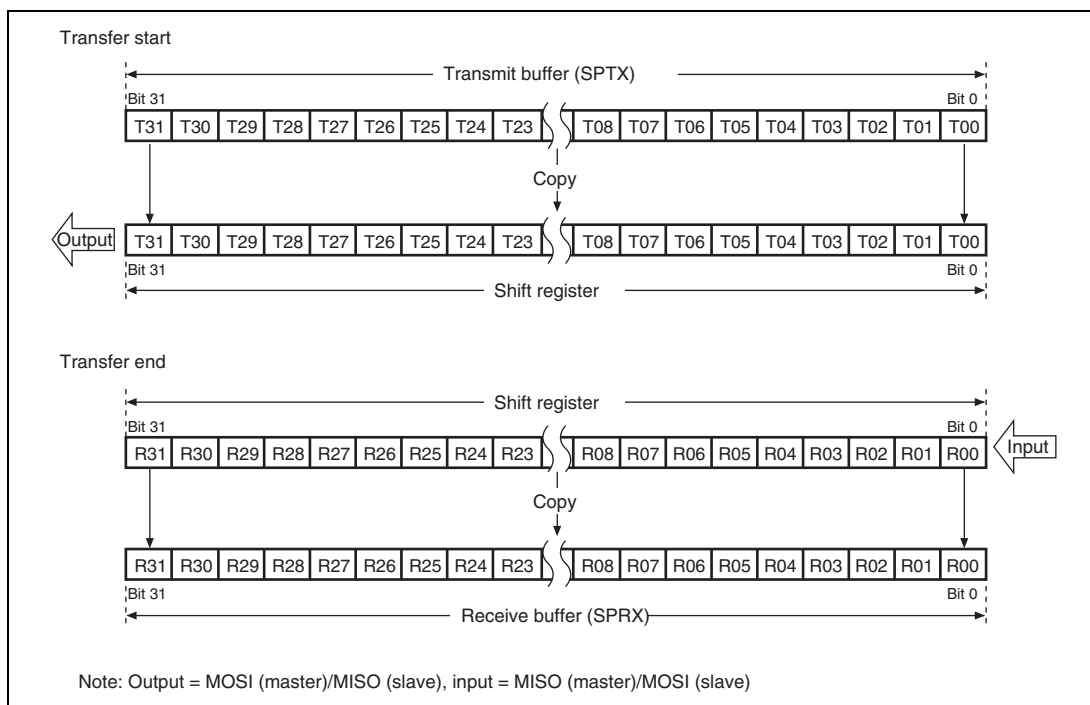 Transfer start
Transmit buffer (SPTX)
Bit 31 Bit 0
T31 T30 T29 T28 T27 T26 T25 T24 T23 T08 T07 T06 T05 T04 T03 T02 T01 T00
Copy
Output T31 T30 T29 T28 T27 T26 T25 T24 T23 T08 T07 T06 T05 T04 T03 T02 T01 T00
Bit 31 Bit 0
Shift register
Transfer end
Shift register
Bit 31 Bit 0
R31 R30 R29 R28 R27 R26 R25 R24 R23 R08 R07 R06 R05 R04 R03 R02 R01 R00 Input
Copy
R31 R30 R29 R28 R27 R26 R25 R24 R23 R08 R07 R06 R05 R04 R03 R02 R01 R00
Bit 31 Bit 0
Receive buffer (SPRX)
Note: Output = MOSI (master)/MISO (slave), input = MISO (master)/MOSI (slave)